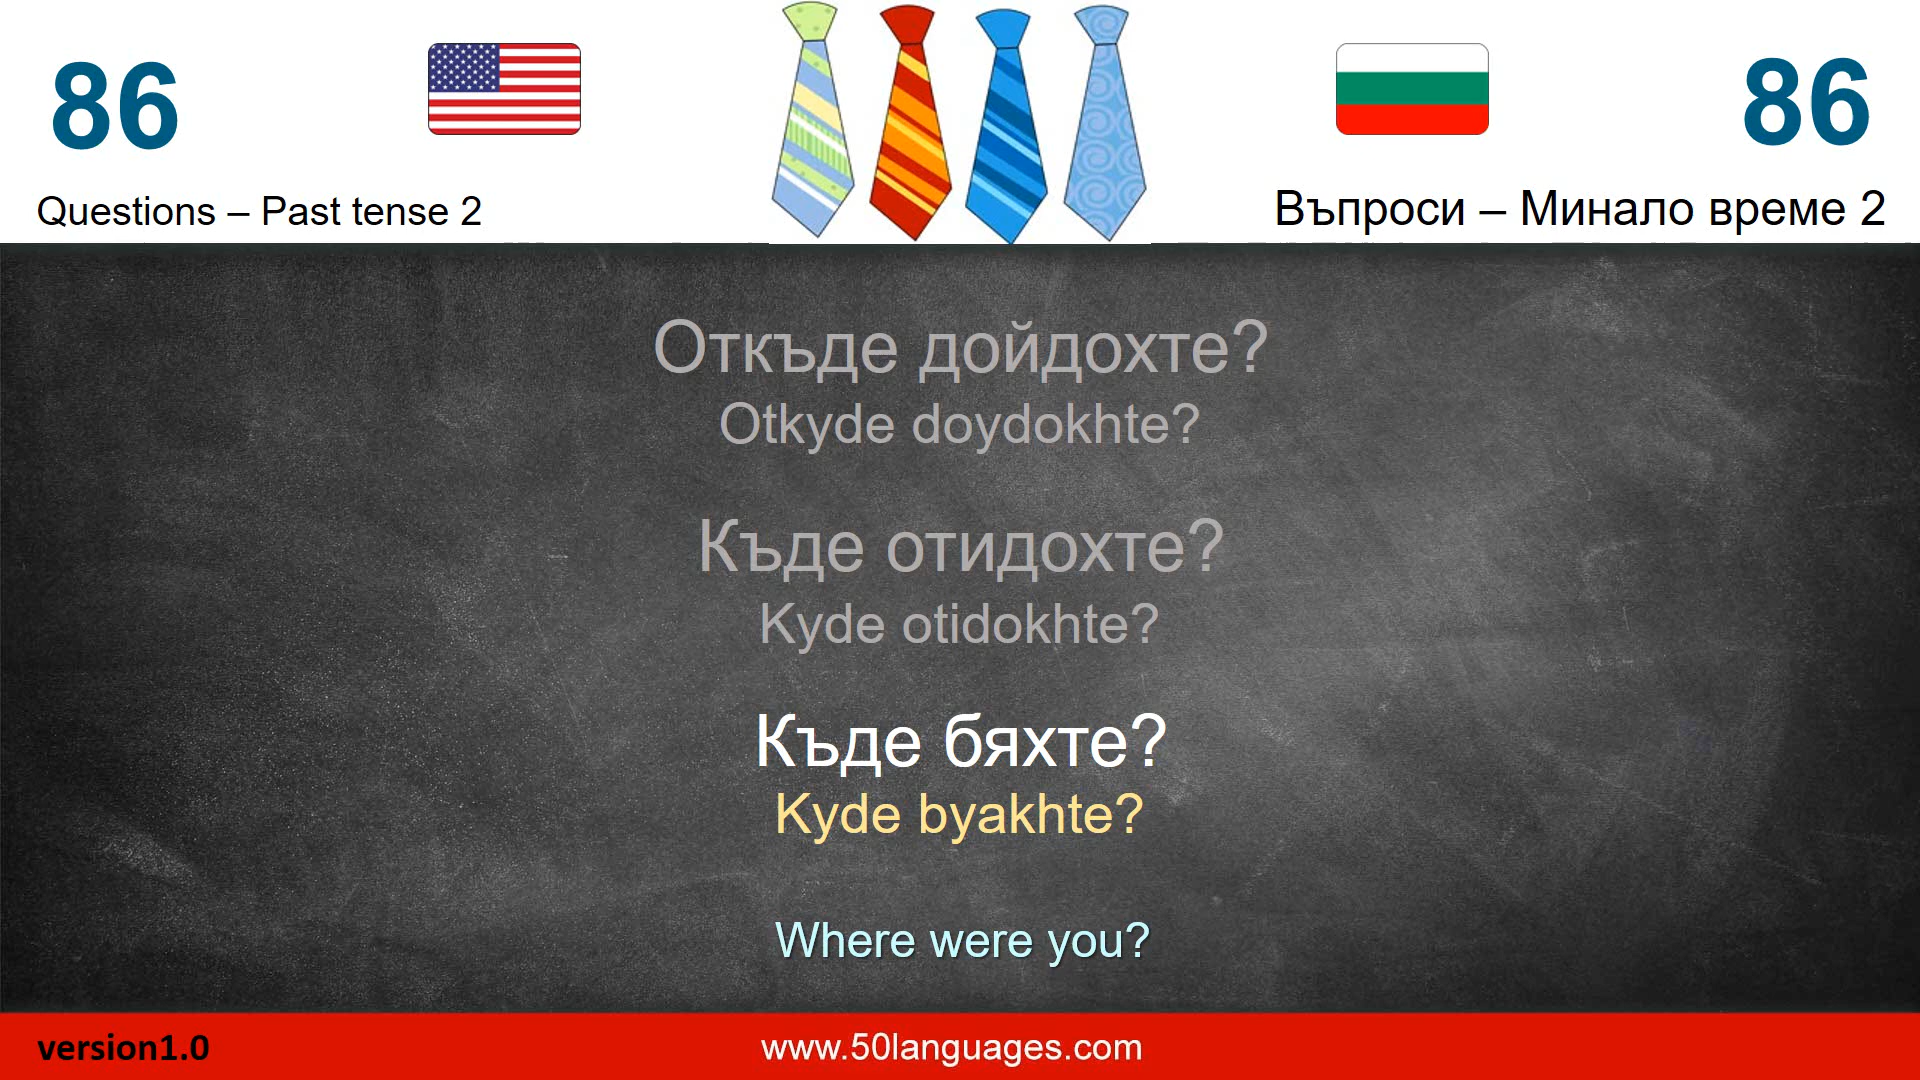 86
86
Questions – Past tense 2
Въпроси – Минало време 2
Откъде дойдохте?
Otkyde doydokhte?
Къде отидохте?
Kyde otidokhte?
Къде бяхте?
Kyde byakhte?
Where were you?
version1.0
www.50languages.com